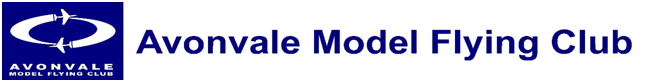 AVONVALE
MODEL FLYING CLUB
Avonvale Model Flying Club